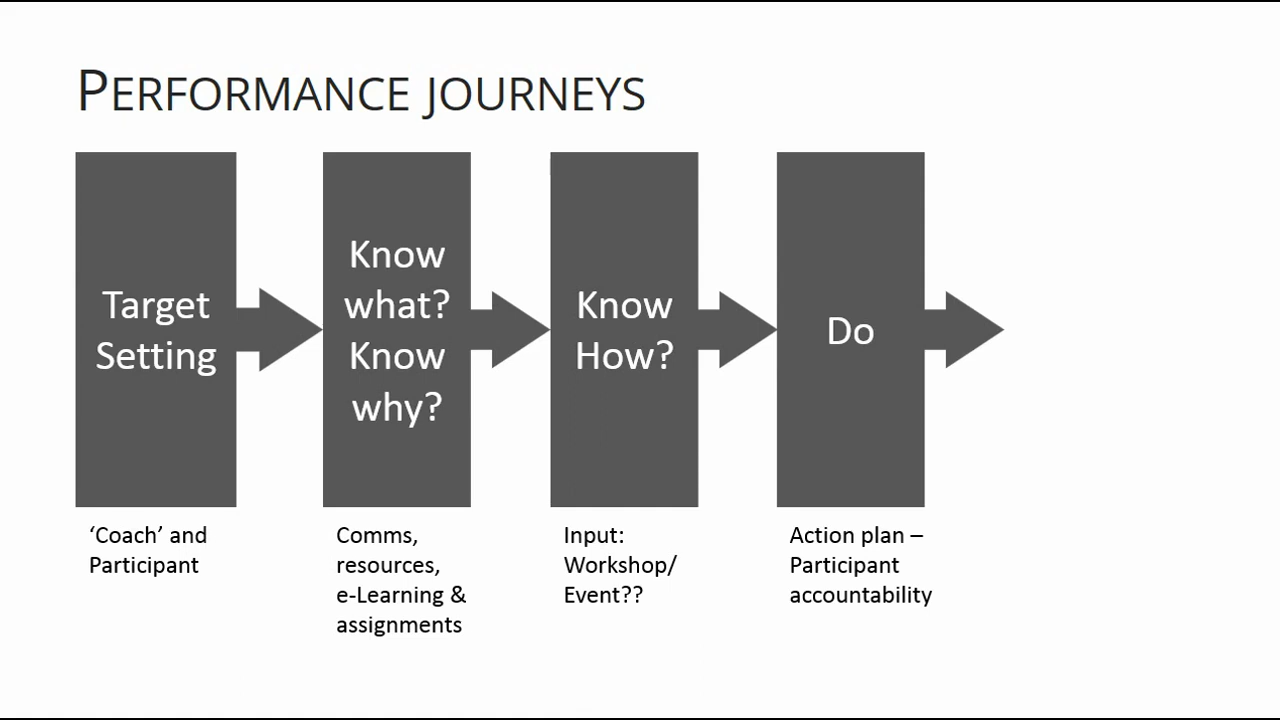 PERFORMANCE JOURNEYS
Target
Setting
Know
what?
Know
why?
Know
How?
Do
‘Coach’ and
Participant
Comms,
resources,
e-Learning &
assignments
Input:
Workshop/
Event??
Action plan –
Participant
accountability